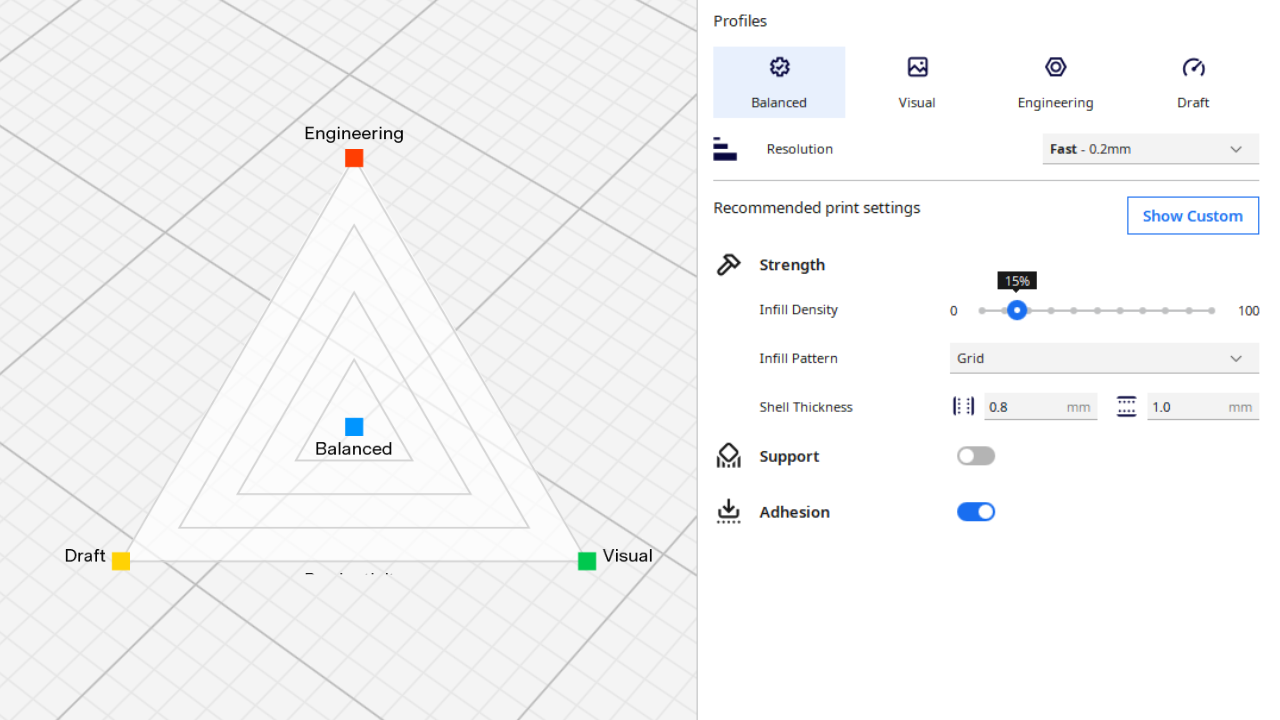 Profiles
Balanced
Visual
Engineering
Draft
Resolution
Fast - 0.2mm
Recommended print settings
Show Custom
Strength
15%
Infill Density
0
100
Infill Pattern
Grid
Shell Thickness
0.8 mm
1.0 mm
Support
Adhesion
Engineering
Balanced
Draft
Visual